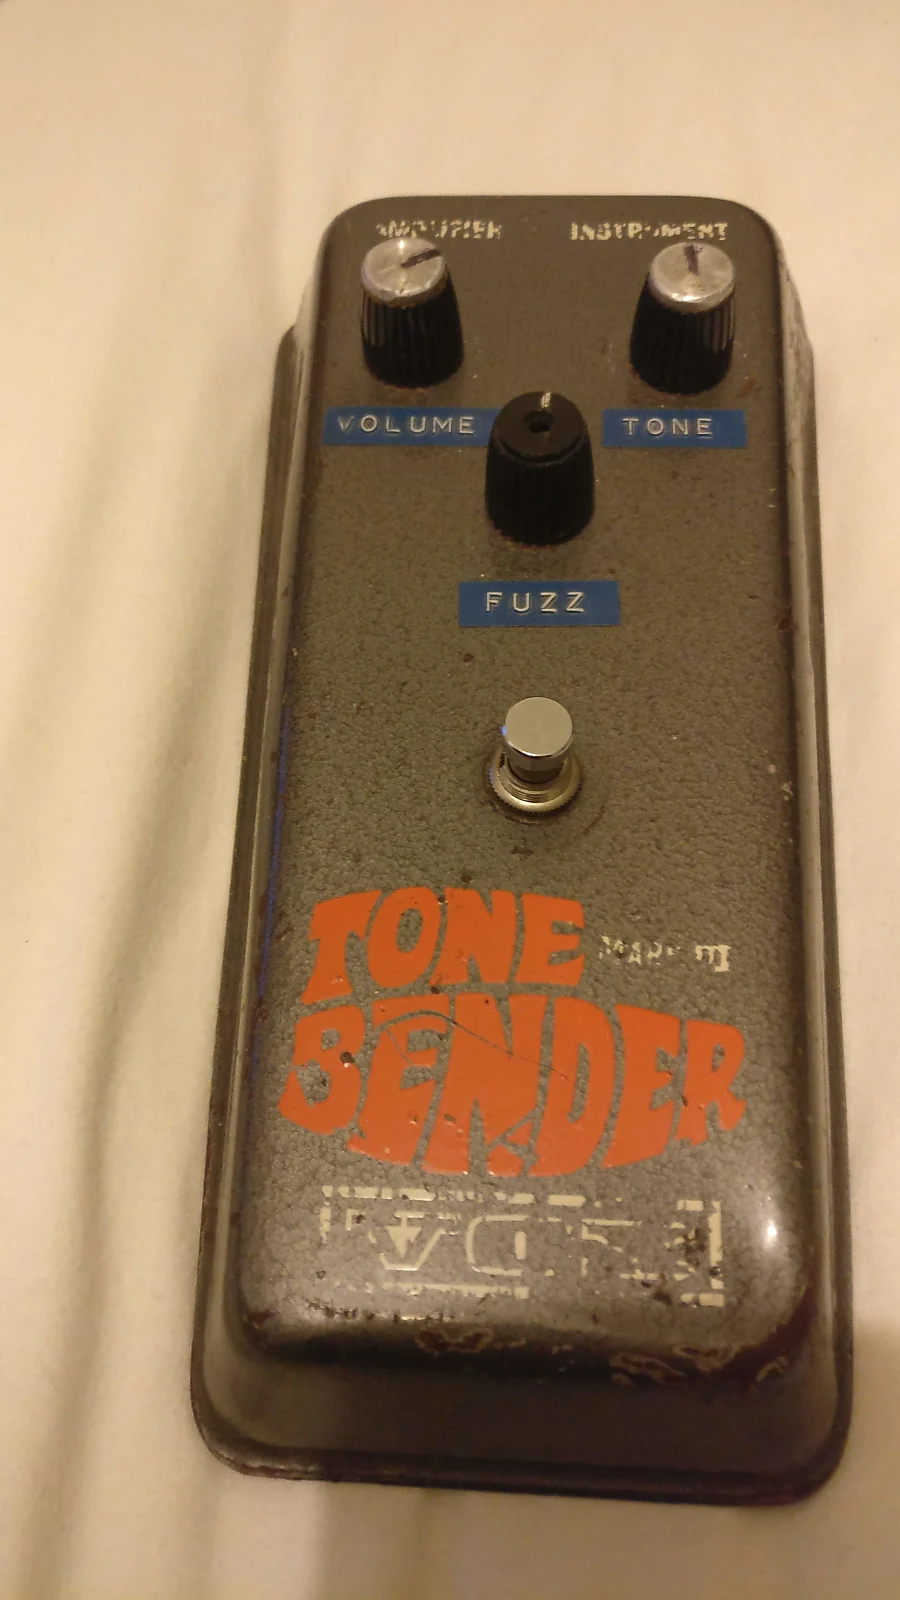 AMPLIFIER INSTRUMENT
VOLUME TONE
FUZZ
TONE
MARK III
BENDER